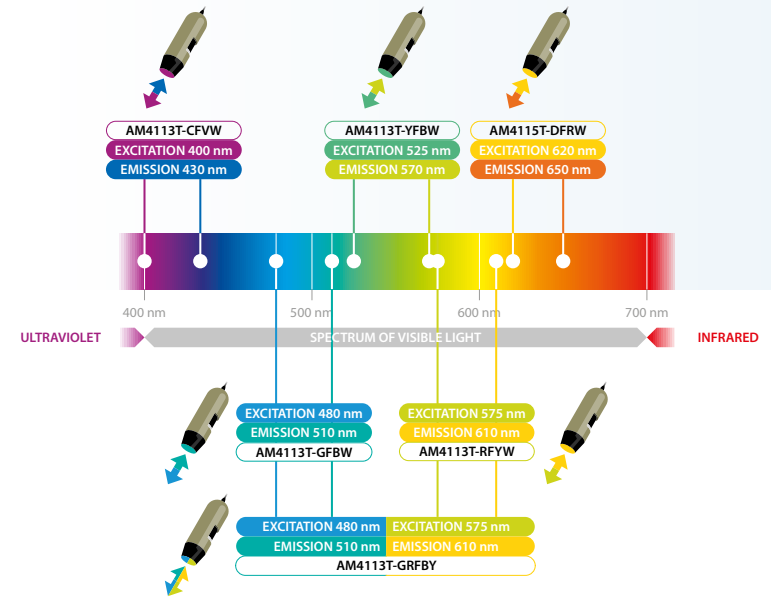 AM4113T-CFVW
EXCITATION 400 nm
EMISSION 430 nm
AM4113T-YFBW
EXCITATION 525 nm
EMISSION 570 nm
AM4115T-DFRW
EXCITATION 620 nm
EMISSION 650 nm
400 nm 500 nm 600 nm 700 nm
ULTRAVIOLET SPECTRUM OF VISIBLE LIGHT INFRARED
EXCITATION 480 nm
EMISSION 510 nm
AM4113T-GFBW
EXCITATION 575 nm
EMISSION 610 nm
AM4113T-RFYW
EXCITATION 480 nm EXCITATION 575 nm
EMISSION 510 nm EMISSION 610 nm
AM4113T-GRFBY